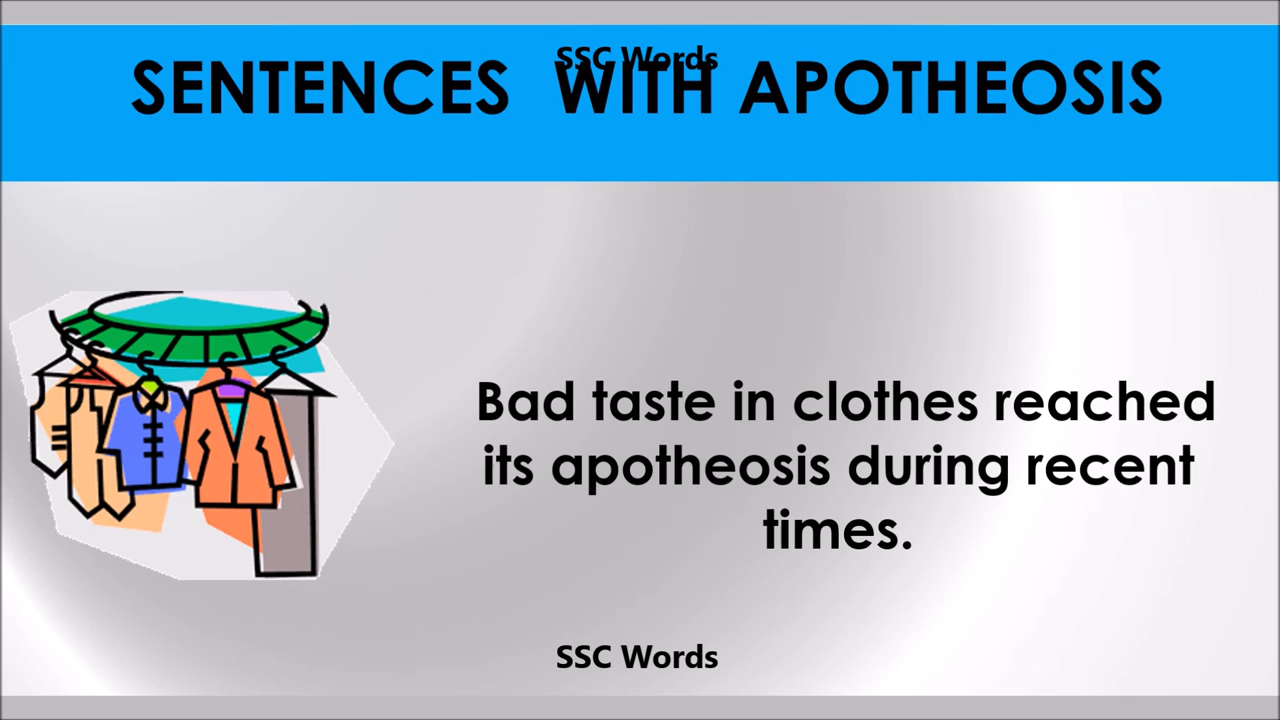 SSC Words
SENTENCES WITH APOTHEOSIS
Bad taste in clothes reached
its apotheosis during recent
times.
SSC Words